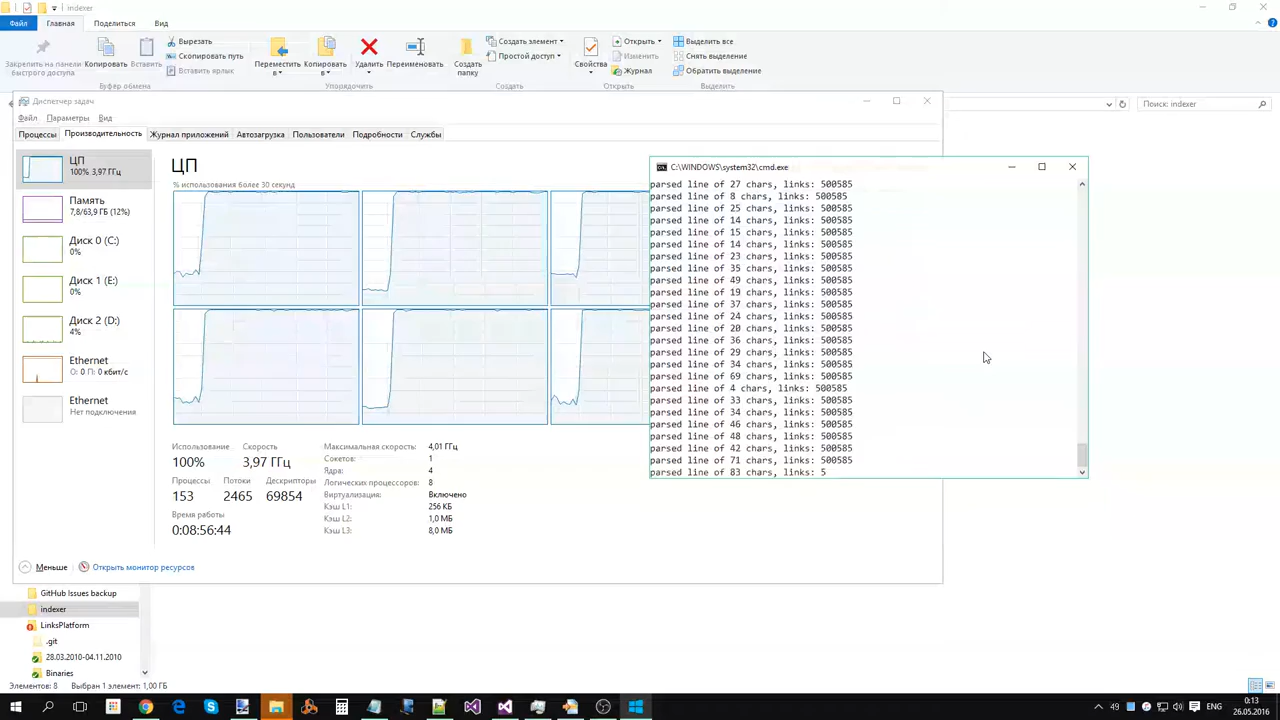 indexer
Файл Главная Поделиться Вид
Закрепить на панели быстрого доступа
Копировать
Вставить
Вырезать
Скопировать путь
Вставить ярлык
Буфер обмена
Переместить в
Копировать в
Удалить
Переименовать
Упорядочить
Создать папку
Создать элемент
Простой доступ
Создать
Свойства
Открыть
Изменить
Журнал
Открыть
Выделить все
Снять выделение
Обратить выделение
Выделить
Поиск: indexer
Диспетчер задач
Файл Параметры Вид
Процессы Производительность Журнал приложений Автозагрузка Пользователи Подробности Службы
ЦП
100% 3,97 ГГц
Память
7,8/63,9 ГБ (12%)
Диск 0 (C:)
0%
Диск 1 (E:)
0%
Диск 2 (D:)
4%
Ethernet
О: 0 П: 0 кбит/с
Ethernet
Нет подключения
ЦП
% использования более 30 секунд
Использование Скорость
100% 3,97 ГГц
Процессы Потоки Дескрипторы
153 2465 69854
Время работы
0:08:56:44
Максимальная скорость: 4,01 ГГц
Сокетов: 1
Ядра: 4
Логических процессоров: 8
Виртуализация: Включено
Кэш L1: 256 КБ
Кэш L2: 1,0 МБ
Кэш L3: 8,0 МБ
Меньше Открыть монитор ресурсов
C:\WINDOWS\system32\cmd.exe
parsed line of 27 chars, links: 500585
parsed line of 8 chars, links: 500585
parsed line of 25 chars, links: 500585
parsed line of 14 chars, links: 500585
parsed line of 15 chars, links: 500585
parsed line of 14 chars, links: 500585
parsed line of 23 chars, links: 500585
parsed line of 35 chars, links: 500585
parsed line of 49 chars, links: 500585
parsed line of 19 chars, links: 500585
parsed line of 37 chars, links: 500585
parsed line of 24 chars, links: 500585
parsed line of 20 chars, links: 500585
parsed line of 36 chars, links: 500585
parsed line of 29 chars, links: 500585
parsed line of 34 chars, links: 500585
parsed line of 69 chars, links: 500585
parsed line of 4 chars, links: 500585
parsed line of 33 chars, links: 500585
parsed line of 34 chars, links: 500585
parsed line of 46 chars, links: 500585
parsed line of 48 chars, links: 500585
parsed line of 42 chars, links: 500585
parsed line of 71 chars, links: 500585
parsed line of 83 chars, links: 5
GitHub Issues backup
indexer
LinksPlatform
.git
28.03.2010-04.11.2010
Binaries
Элементов: 8 Выбран 1 элемент: 1,00 ГБ
49
ENG
0:13
26.05.2016